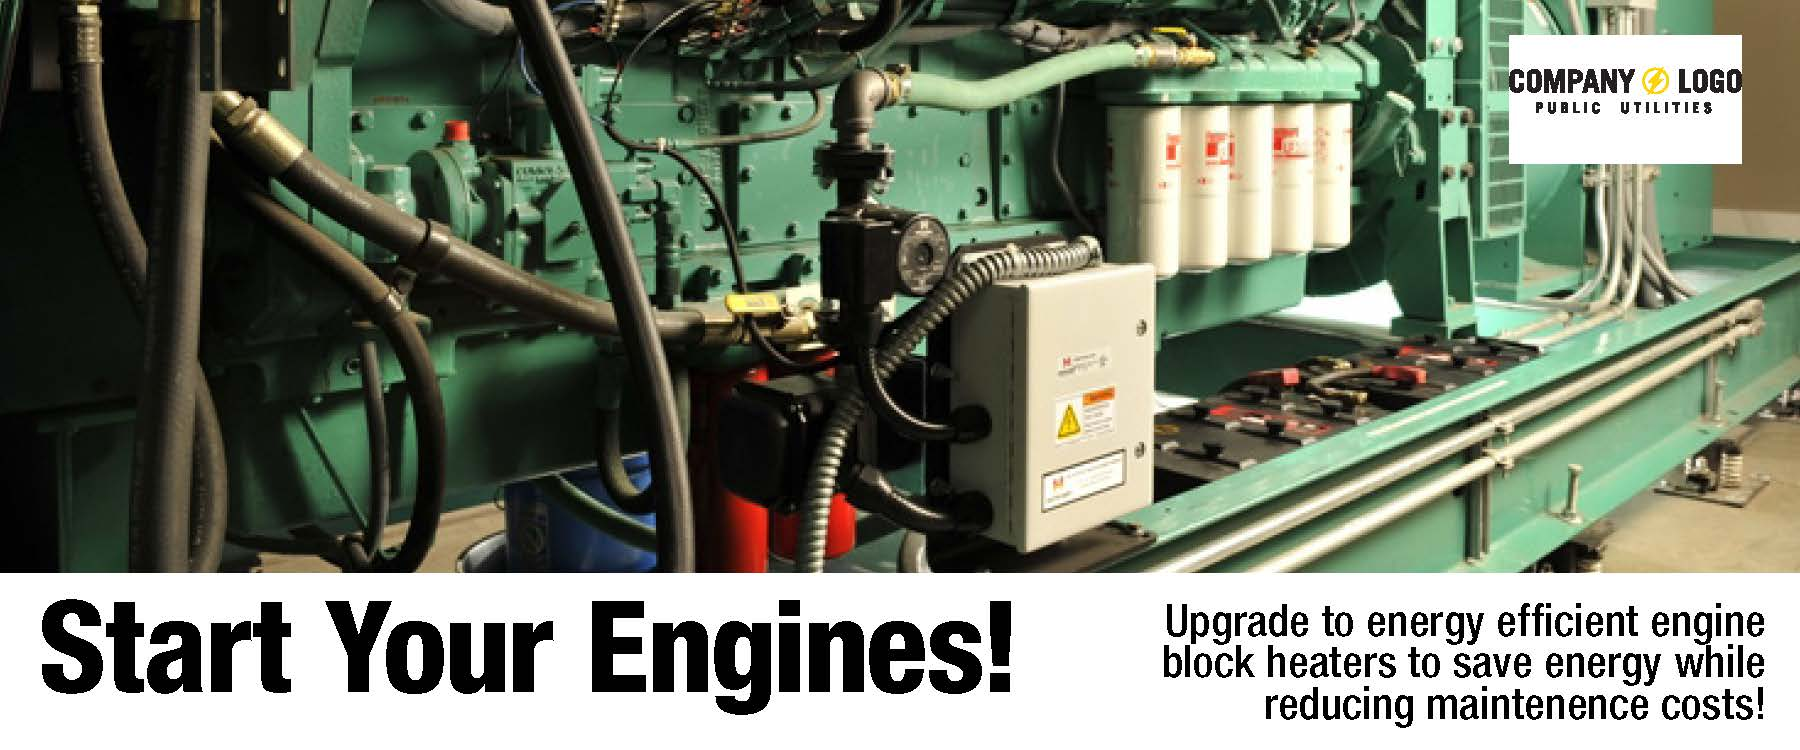 COMPANY LOGO
PUBLIC UTILITIES
Start Your Engines!
Upgrade to energy efficient engine
block heaters to save energy while
reducing maintenence costs!